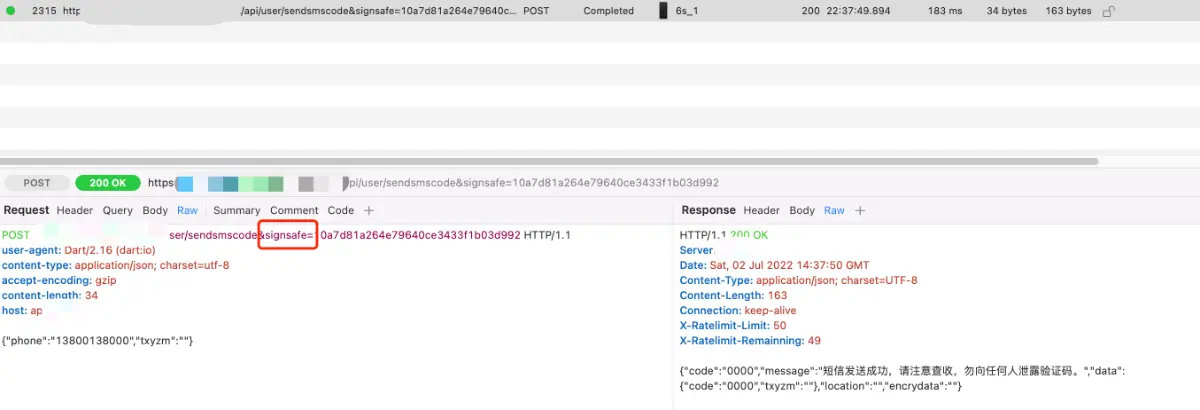 2315 http /api/user/sendsmscode&signsafe=10a7d81a264e79640c... POST Completed 6s_1 200 22:37:49.894 183 ms 34 bytes 163 bytes
POST 200 OK https pi/user/sendsmscode&signsafe=10a7d81a264e79640ce3433f1b03d992
Request Header Query Body Raw Summary Comment Code + Response Header Body Raw +
POST ser/sendsmscode&signsafe=10a7d81a264e79640ce3433f1b03d992 HTTP/1.1
user-agent: Dart/2.16 (dart:io)
content-type: application/json; charset=utf-8
accept-encoding: gzip
content-length: 34
host: ap
{"phone":"13800138000","txyzm":""}
HTTP/1.1 200 OK
Server
Date: Sat, 02 Jul 2022 14:37:50 GMT
Content-Type: application/json; charset=UTF-8
Content-Length: 163
Connection: keep-alive
X-Ratelimit-Limit: 50
X-Ratelimit-Remainning: 49
{"code":"0000","message":"短信发送成功，请注意查收，勿向任何人泄露验证码。","data":
{"code":"0000","txyzm":""},"location":"","encrydata":""}